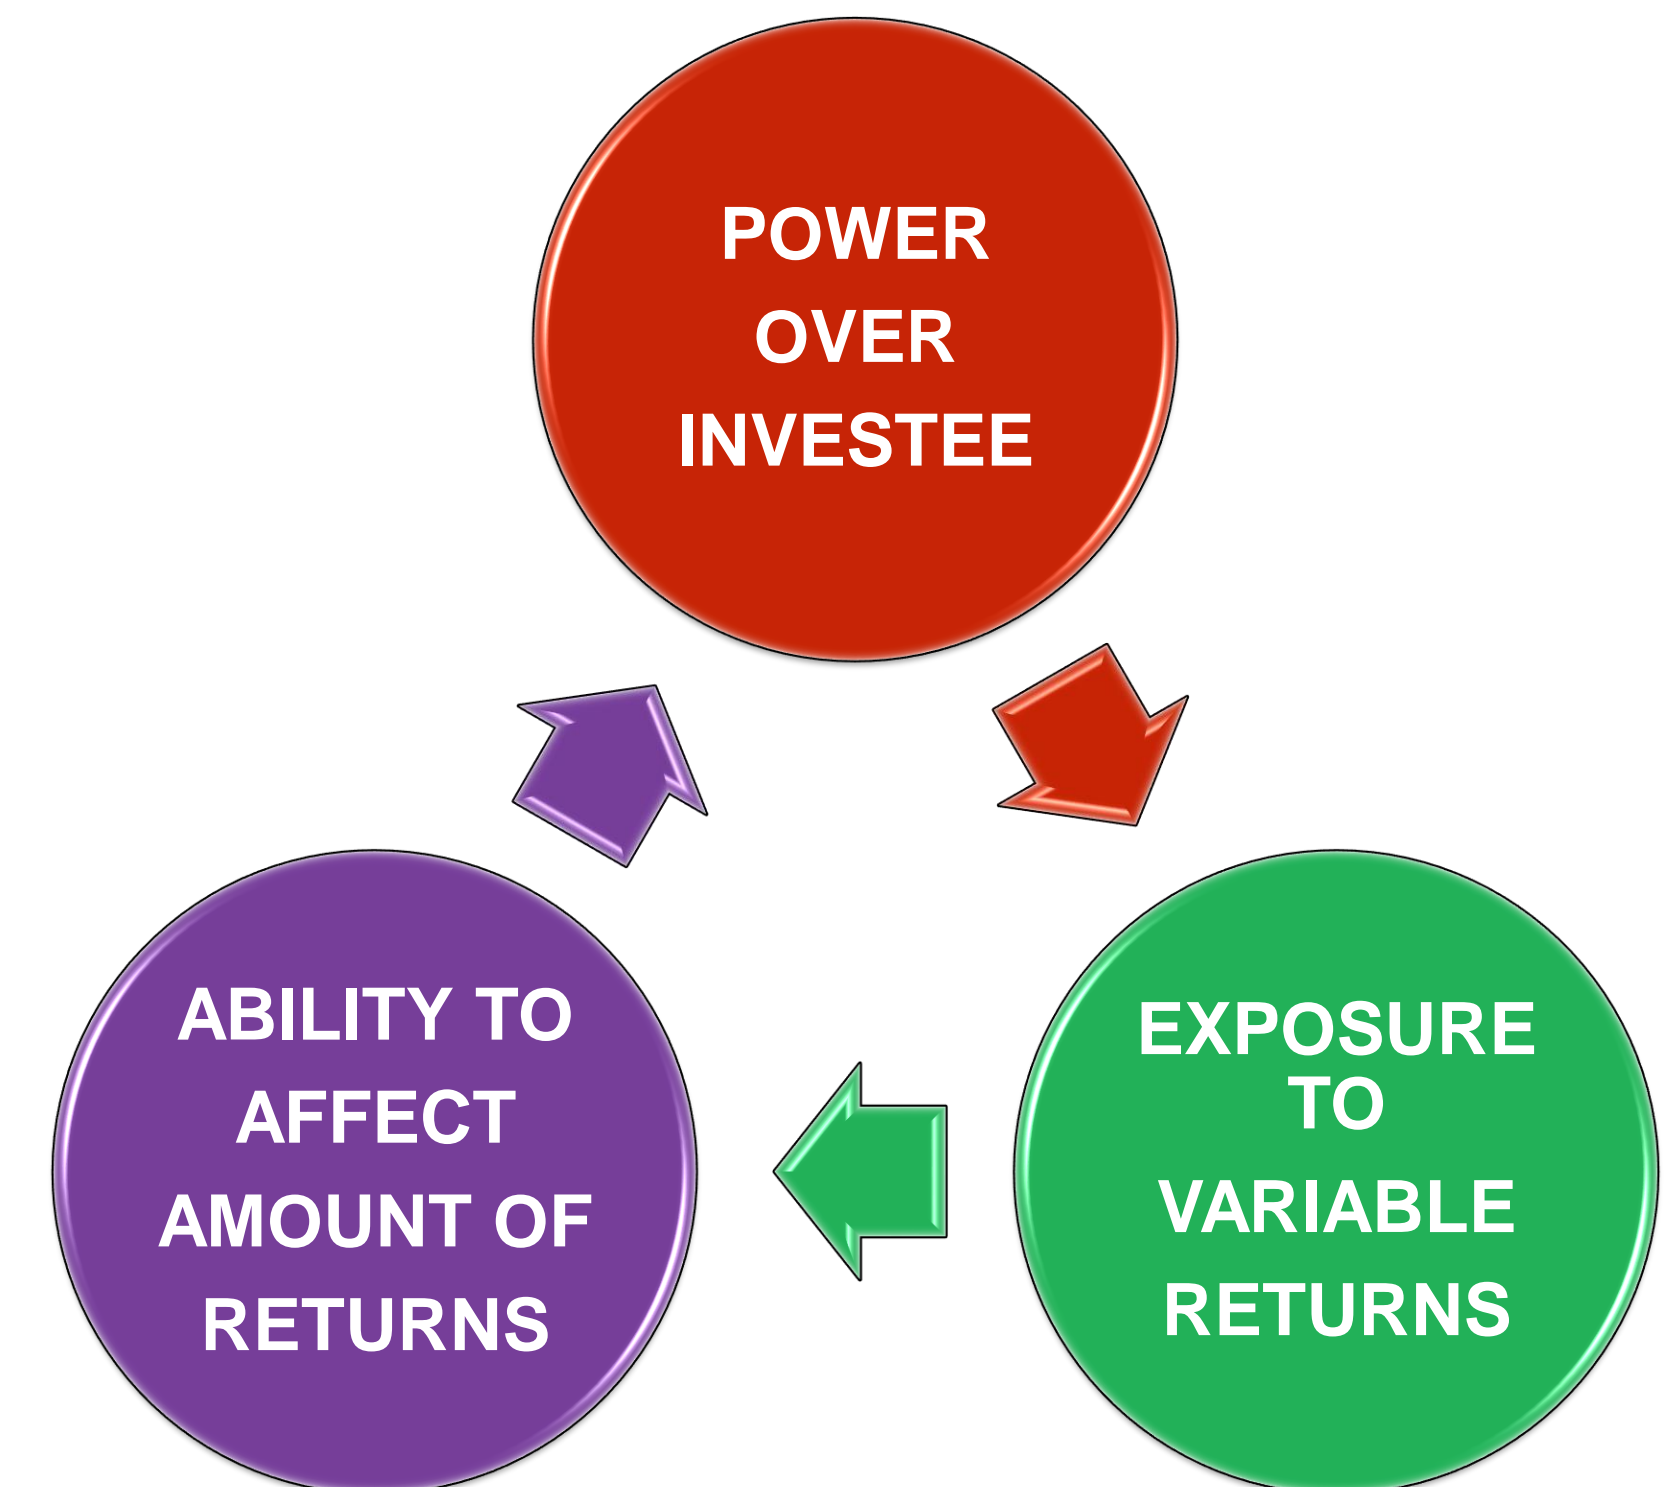 POWER
OVER
INVESTEE
EXPOSURE
TO
VARIABLE
RETURNS
ABILITY TO
AFFECT
AMOUNT OF
RETURNS